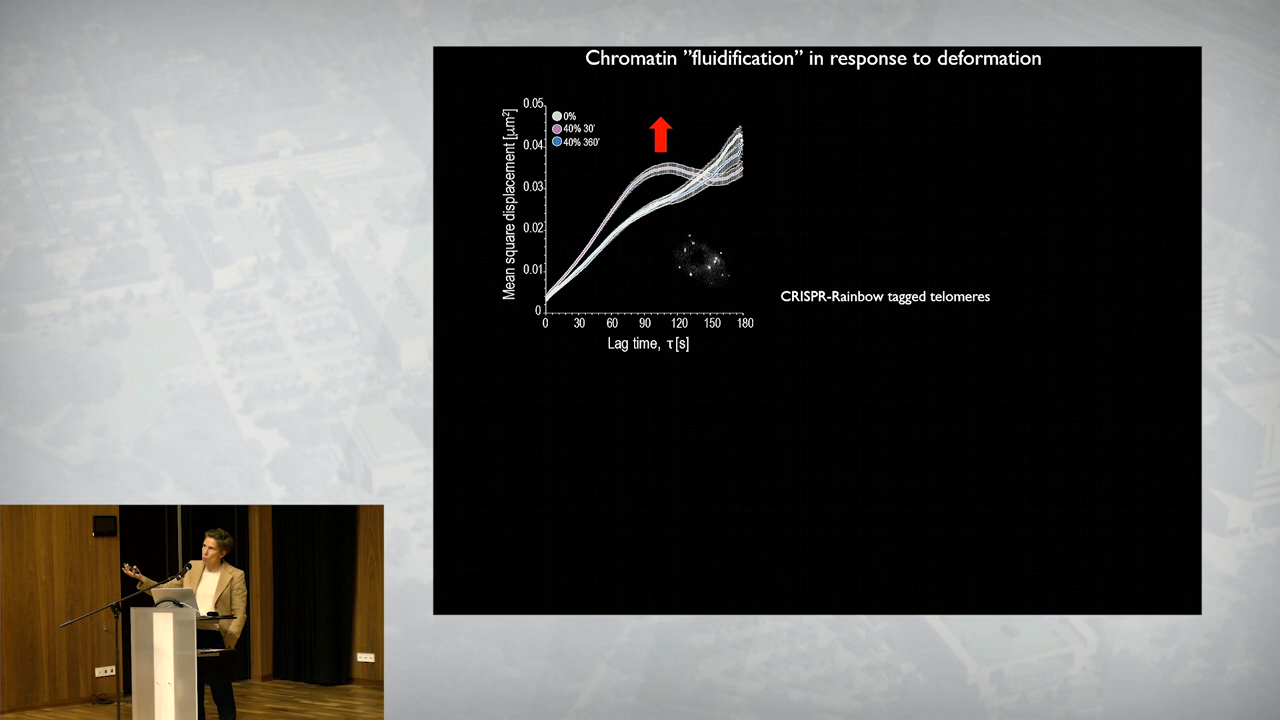 Chromatin ”fluidification” in response to deformation
Mean square displacement [μm²]
0.05
0.04
0.03
0.02
0.01
0
0%
40% 30'
40% 360'
0 30 60 90 120 150 180
Lag time, τ [s]
CRISPR-Rainbow tagged telomeres